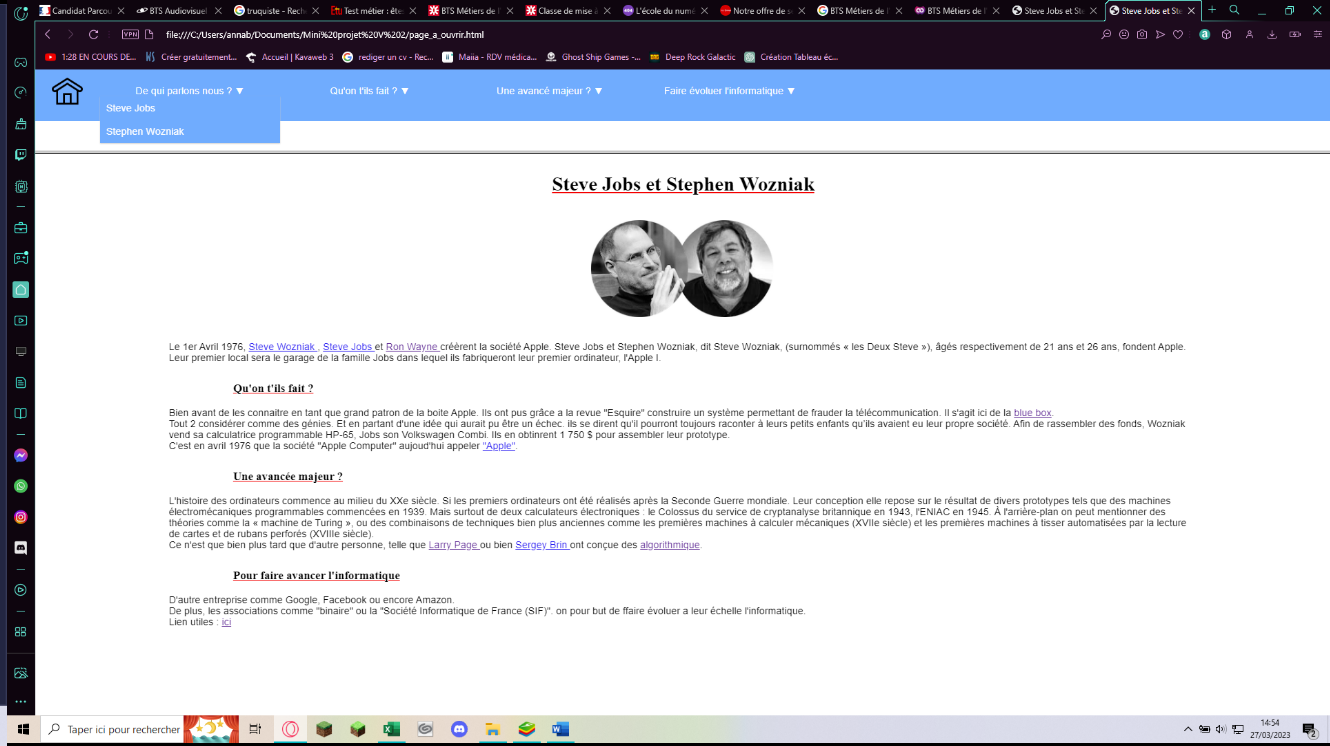 Candidat Parcou
BTS Audiovisuel
truquiste - Rech
Test métier : ête
BTS Métiers de l'
Classe de mise à
L'école du numé
Notre offre de se
BTS Métiers de l'
BTS Métiers de l'
Steve Jobs et Ste
Steve Jobs et Ste
VPN
file:///C:/Users/annab/Documents/Mini%20projet%20V%202/page_a_ouvrir.html
1:28 EN COURS DE...
Créer gratuitement...
Accueil | Kavaweb 3
rediger un cv - Rec...
Maiia - RDV médica...
Ghost Ship Games -...
Deep Rock Galactic
Création Tableau éc...
De qui parlons nous ? ▼
Qu'on t'ils fait ? ▼
Une avancé majeur ? ▼
Faire évoluer l'informatique ▼
Steve Jobs
Stephen Wozniak
Steve Jobs et Stephen Wozniak
Le 1er Avril 1976, Steve Wozniak , Steve Jobs et Ron Wayne créèrent la société Apple. Steve Jobs et Stephen Wozniak, dit Steve Wozniak, (surnommés « les Deux Steve »), âgés respectivement de 21 ans et 26 ans, fondent Apple.
Leur premier local sera le garage de la famille Jobs dans lequel ils fabriqueront leur premier ordinateur, l'Apple I.
Qu'on t'ils fait ?
Bien avant de les connaitre en tant que grand patron de la boite Apple. Ils ont pus grâce a la revue "Esquire" construire un système permettant de frauder la télécommunication. Il s'agit ici de la blue box.
Tout 2 considérer comme des génies. Et en partant d'une idée qui aurait pu être un échec. ils se dirent qu'il pourront toujours raconter à leurs petits enfants qu'ils avaient eu leur propre société. Afin de rassembler des fonds, Wozniak
vend sa calculatrice programmable HP-65, Jobs son Volkswagen Combi. Ils en obtinrent 1 750 $ pour assembler leur prototype.
C'est en avril 1976 que la société "Apple Computer" aujoud'hui appeler "Apple".
Une avancée majeur ?
L'histoire des ordinateurs commence au milieu du XXe siècle. Si les premiers ordinateurs ont été réalisés après la Seconde Guerre mondiale. Leur conception elle repose sur le résultat de divers prototypes tels que des machines
électromécaniques programmables commencées en 1939. Mais surtout de deux calculateurs électroniques : le Colossus du service de cryptanalyse britannique en 1943, l'ENIAC en 1945. À l'arrière-plan on peut mentionner des
théories comme la « machine de Turing », ou des combinaisons de techniques bien plus anciennes comme les premières machines à calculer mécaniques (XVIIe siècle) et les premières machines à tisser automatisées par la lecture
de cartes et de rubans perforés (XVIIIe siècle).
Ce n'est que bien plus tard que d'autre personne, telle que Larry Page ou bien Sergey Brin ont conçue des algorithmique.
Pour faire avancer l'informatique
D'autre entreprise comme Google, Facebook ou encore Amazon.
De plus, les associations comme "binaire" ou la "Société Informatique de France (SIF)". on pour but de ffaire évoluer a leur échelle l'informatique.
Lien utiles : ici
Taper ici pour rechercher
14:54
27/03/2023
2